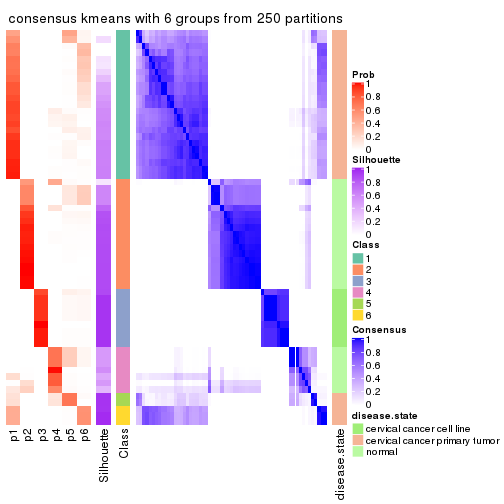 consensus kmeans with 6 groups from 250 partitions
Prob
1
0.8
0.6
0.4
0.2
0
Silhouette
1
0.8
0.6
0.4
0.2
0
Class
1
2
3
4
5
6
Consensus
1
0.8
0.6
0.4
0.2
0
disease.state
cervical cancer cell line
cervical cancer primary tumor
normal
p1
p2
p3
p4
p5
p6
Silhouette
Class
disease.state